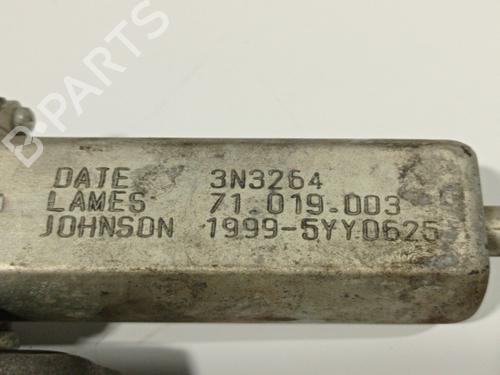 B-PARTS
DATE 3N3264
LAMES 71.019.003
JOHNSON 1999-5YY0625